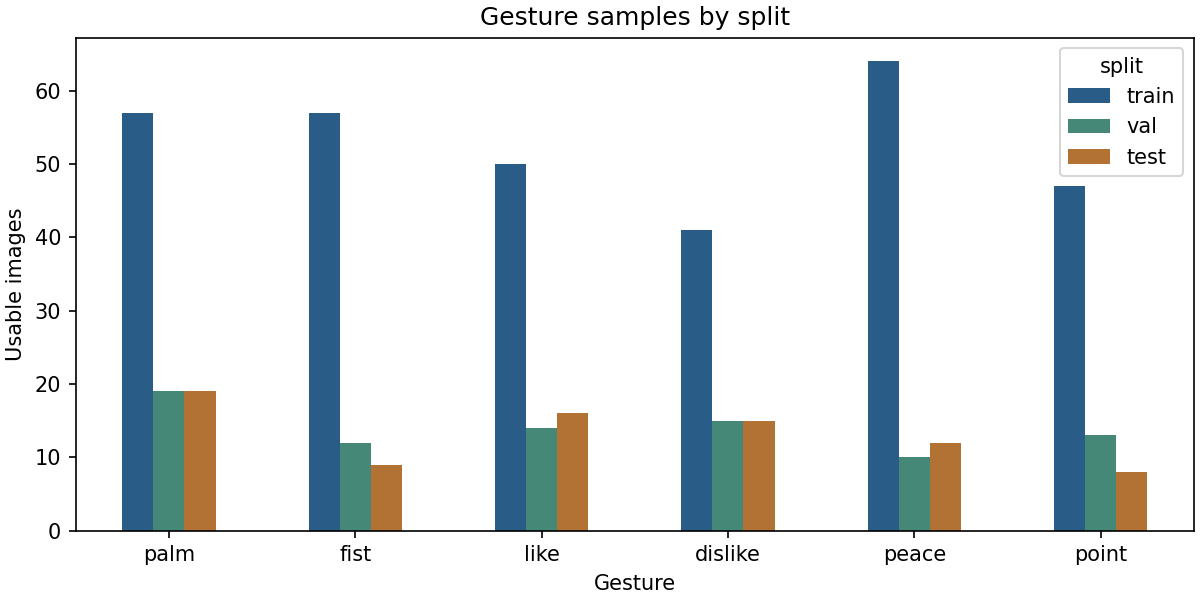 Gesture samples by split
Usable images
60
50
40
30
20
10
0
split
train
val
test
palm fist like dislike peace point
Gesture